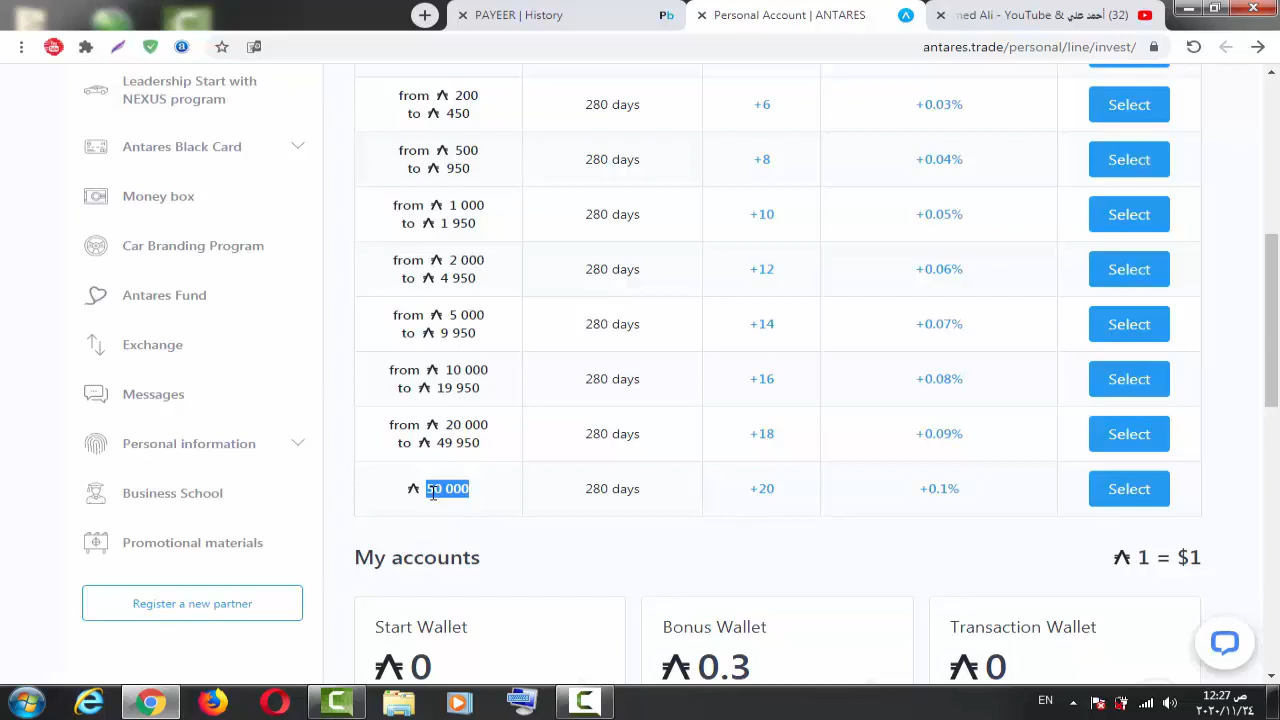 PAYEER | History
Pb
Personal Account | ANTARES
(32) أحمد علي - YouTube & ned Ali
antares.trade/personal/line/invest/
Leadership Start with
NEXUS program
Antares Black Card
Money box
Car Branding Program
Antares Fund
Exchange
Messages
Personal information
Business School
Promotional materials
Register a new partner
from 200
to 450
280 days
+6
+0.03%
Select
from 500
to 950
280 days
+8
+0.04%
Select
from 1 000
to 1 950
280 days
+10
+0.05%
Select
from 2 000
to 4 950
280 days
+12
+0.06%
Select
from 5 000
to 9 950
280 days
+14
+0.07%
Select
from 10 000
to 19 950
280 days
+16
+0.08%
Select
from 20 000
to 49 950
280 days
+18
+0.09%
Select
50 000
280 days
+20
+0.1%
Select
My accounts
1 = $1
Start Wallet
0
Bonus Wallet
0.3
Transaction Wallet
0
EN
12:27 ص
٢٠٢٠/١١/٢٤